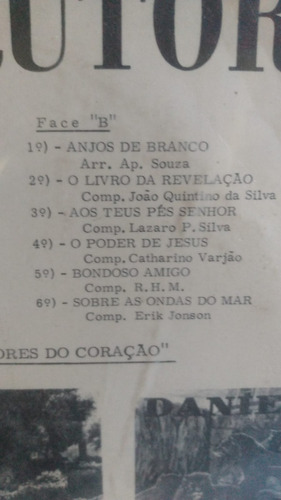 UTOR
Face "B"
1º) - ANJOS DE BRANCO
Arr. Ap. Souza
2º) - O LIVRO DA REVELAÇÃO
Comp. João Quintino da Silva
3º) - AOS TEUS PÉS SENHOR
Comp. Lazaro P. Silva
4º) - O PODER DE JESUS
Comp. Catharino Varjão
5º) - BONDOSO AMIGO
Comp. R.H.M.
6º) - SOBRE AS ONDAS DO MAR
Comp. Erik Jonson
ORES DO CORAÇÃO"
DANIE